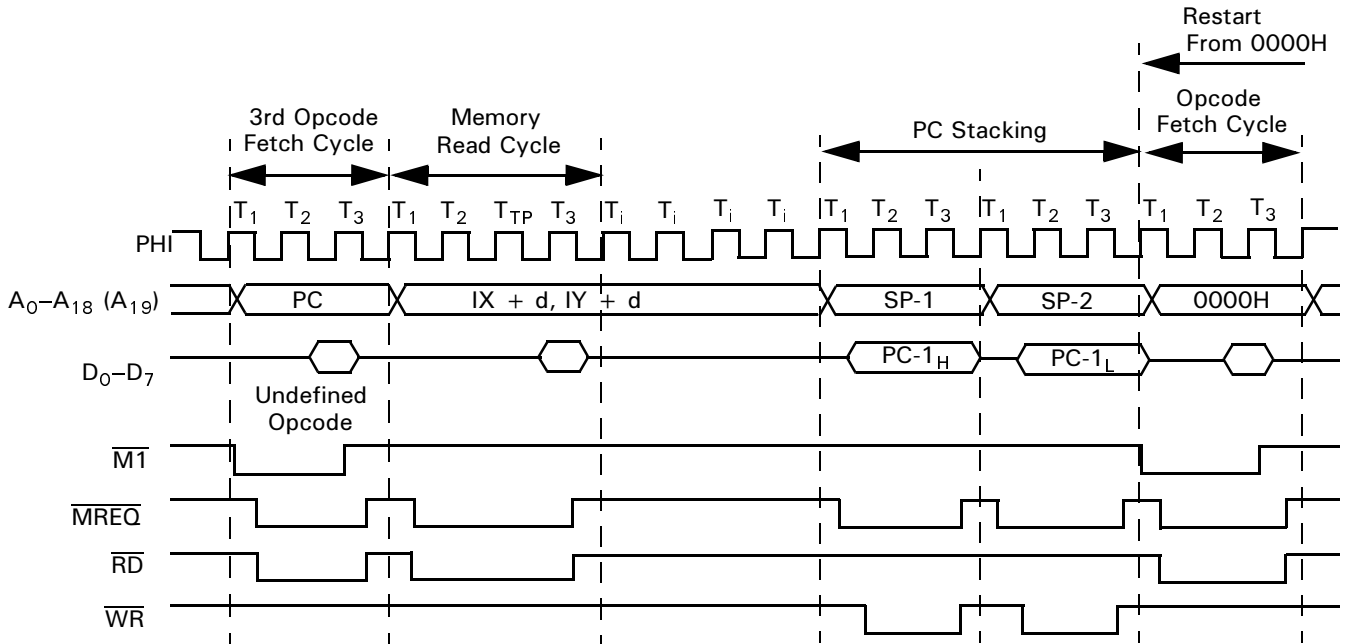 Restart
From 0000H
3rd Opcode
Fetch Cycle
Memory
Read Cycle
PC Stacking
Opcode
Fetch Cycle
T1 T2 T3 T1 T2 TTP T3 Ti Ti Ti Ti T1 T2 T3 T1 T2 T3 T1 T2 T3
PHI
A0–A18 (A19) PC IX + d, IY + d SP-1 SP-2 0000H
D0–D7 PC-1H PC-1L
Undefined
Opcode
M1
MREQ
RD
WR